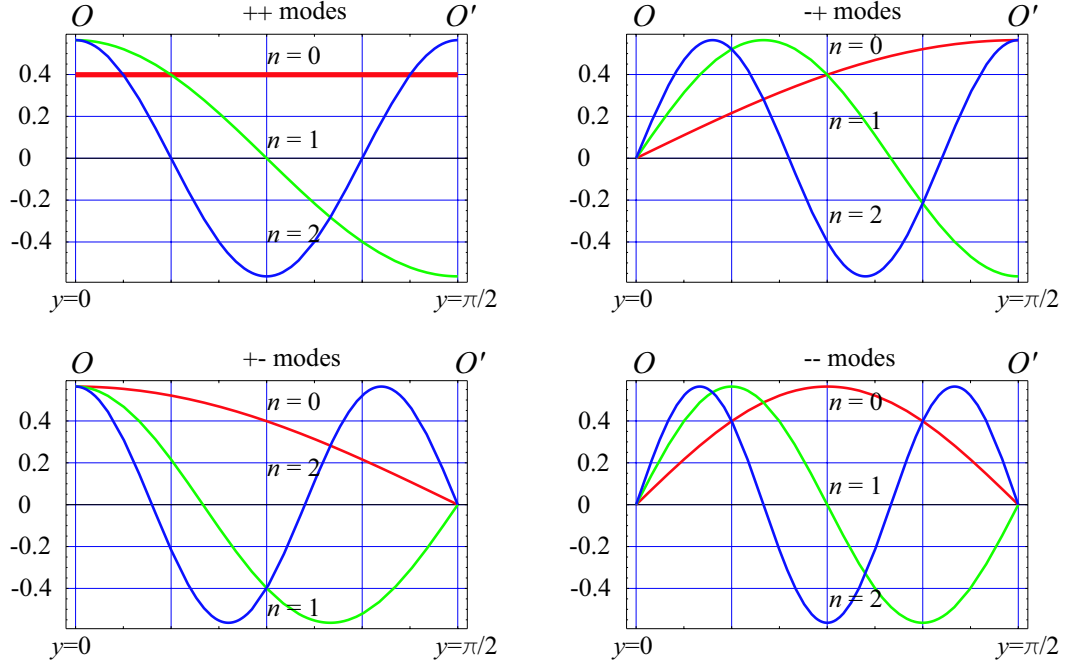 O ++ modes O'
n = 0
0.4
0.2
n = 1
0
-0.2
n = 2
-0.4
y=0 y=π/2
O -+ modes O'
n = 0
0.4
0.2
n = 1
0
-0.2
n = 2
-0.4
y=0 y=π/2
O +- modes O'
n = 0
0.4
n = 2
0.2
0
-0.2
-0.4
n = 1
y=0 y=π/2
O -- modes O'
n = 0
0.4
0.2
n = 1
0
-0.2
-0.4
n = 2
y=0 y=π/2